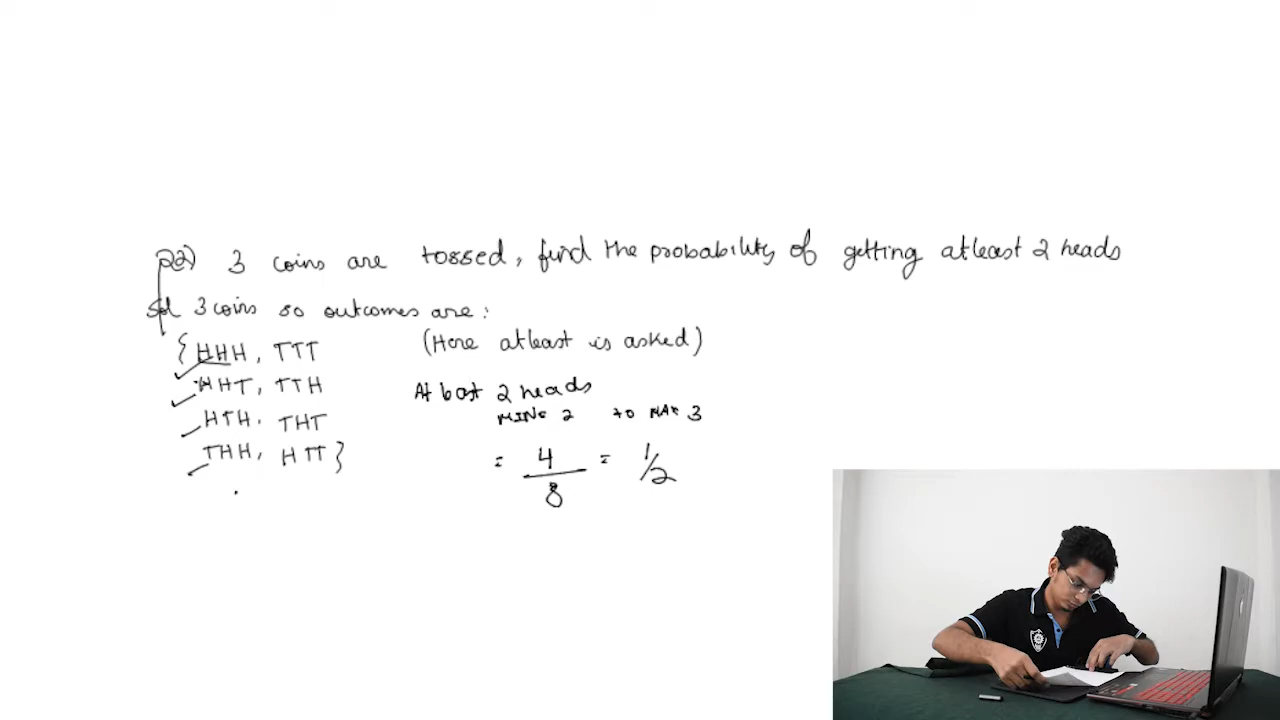 Q2) 3 coins are tossed, find the probability of getting atleast 2 heads
Sol 3 coins so outcomes are:
{HHH, TTT
(Here atleast is asked)
HHT, TTH
At least 2 heads
HTH, THT
MIN = 2 to MAX 3
THH, HTT}
= 4/8 = 1/2